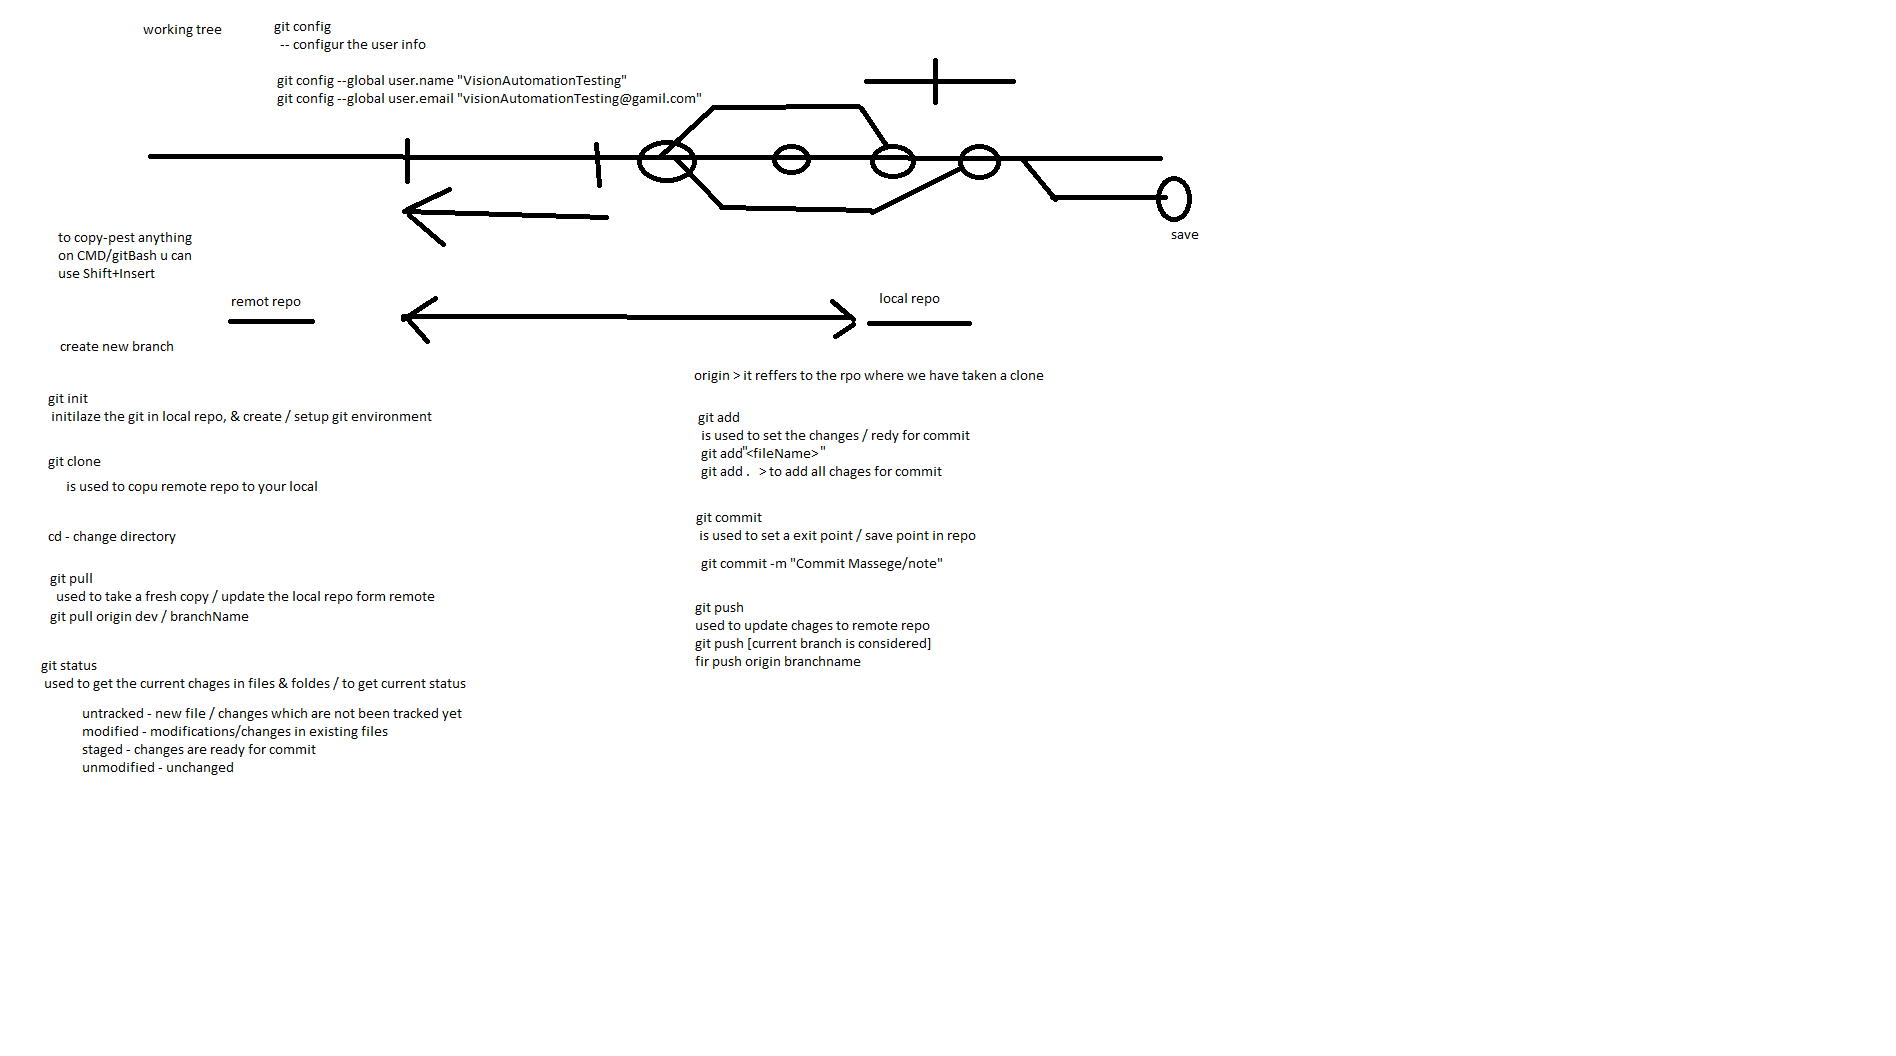 working tree
git config
-- configur the user info
git config --global user.name "VisionAutomationTesting"
git config --global user.email "visionAutomationTesting@gamil.com"
save
to copy-pest anything
on CMD/gitBash u can
use Shift+Insert
remot repo
local repo
create new branch
git init
initilaze the git in local repo, & create / setup git environment
git clone
is used to copu remote repo to your local
cd - change directory
git pull
used to take a fresh copy / update the local repo form remote
git pull origin dev / branchName
git status
used to get the current chages in files & foldes / to get current status
untracked - new file / changes which are not been tracked yet
modified - modifications/changes in existing files
staged - changes are ready for commit
unmodified - unchanged
origin > it reffers to the rpo where we have taken a clone
git add
is used to set the changes / redy for commit
git add"<fileName>"
git add .  > to add all chages for commit
git commit
is used to set a exit point / save point in repo
git commit -m "Commit Massege/note"
git push
used to update chages to remote repo
git push [current branch is considered]
fir push origin branchname